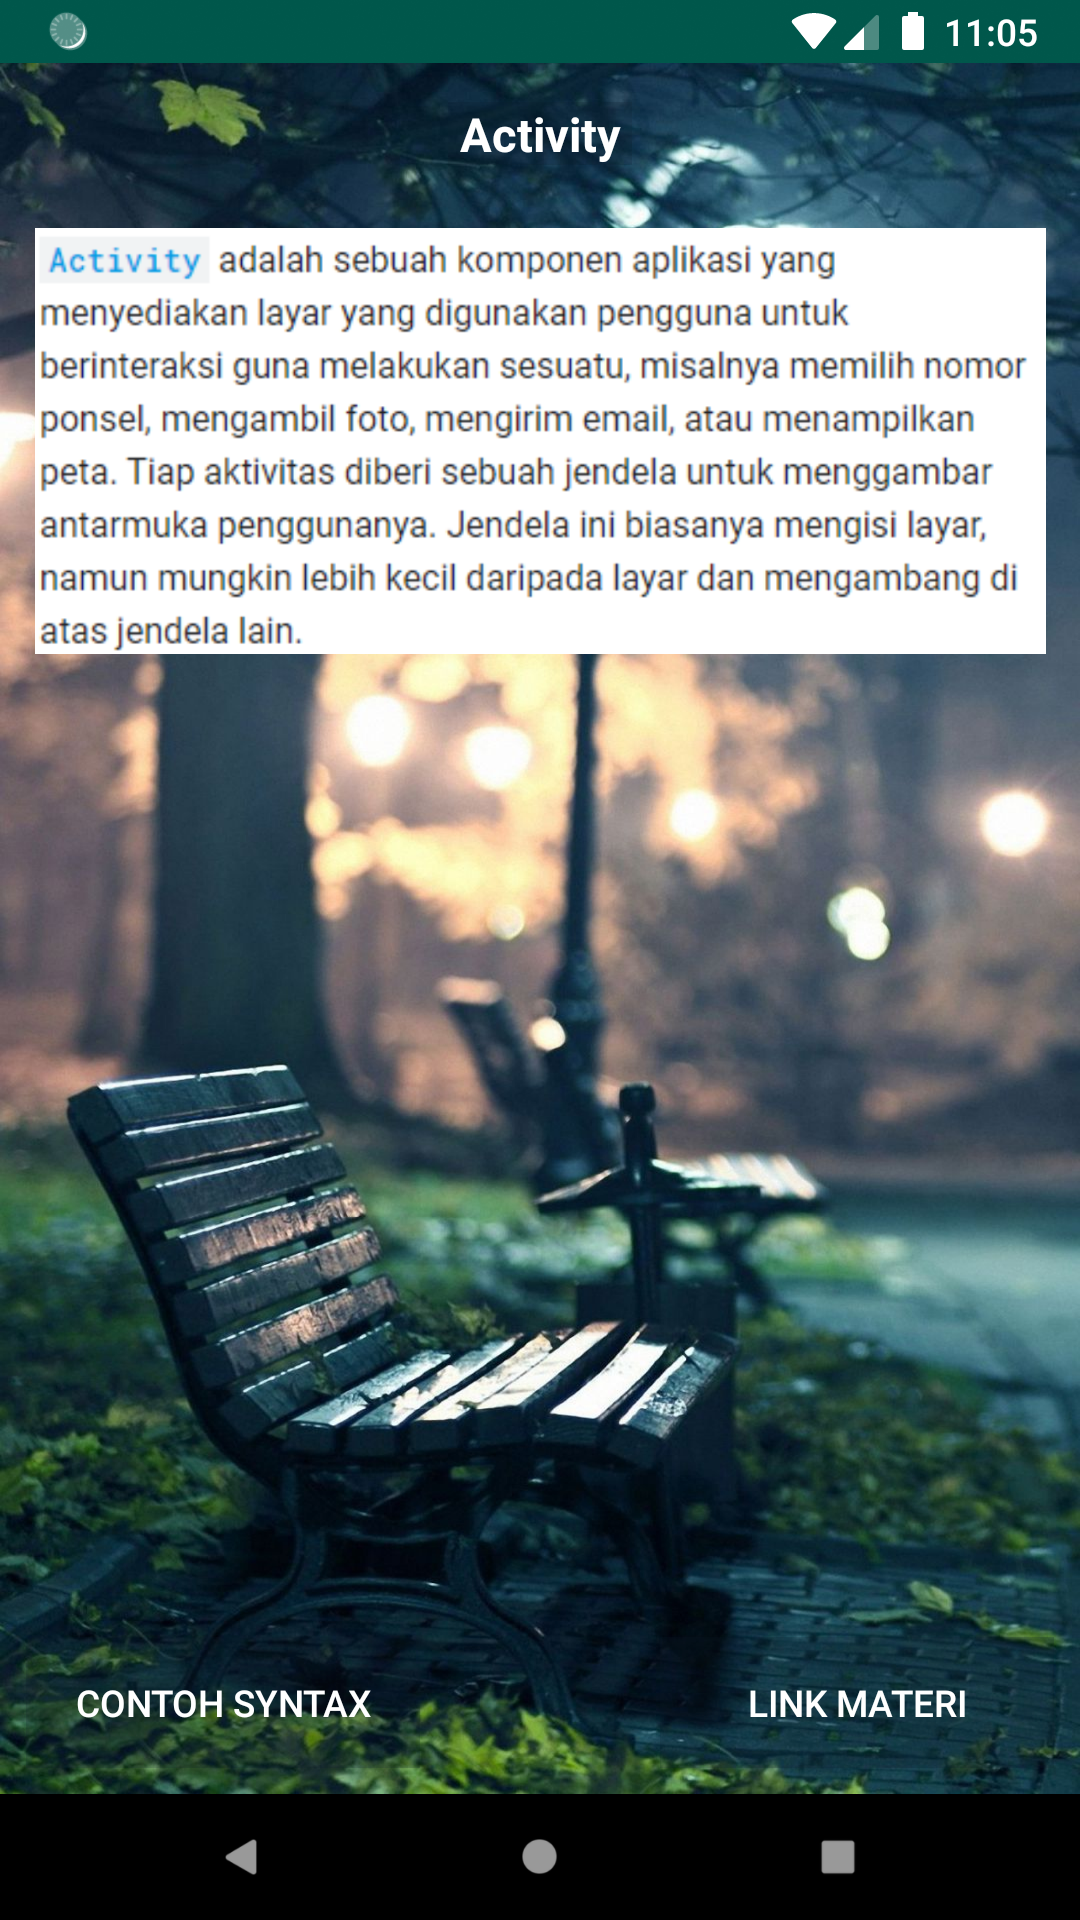 11:05
Activity
Activity adalah sebuah komponen aplikasi yang
menyediakan layar yang digunakan pengguna untuk
berinteraksi guna melakukan sesuatu, misalnya memilih nomor
ponsel, mengambil foto, mengirim email, atau menampilkan
peta. Tiap aktivitas diberi sebuah jendela untuk menggambar
antarmuka penggunanya. Jendela ini biasanya mengisi layar,
namun mungkin lebih kecil daripada layar dan mengambang di
atas jendela lain.
CONTOH SYNTAX
LINK MATERI